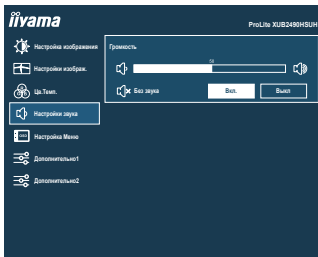 iiyama
ProLite XUB2490HSUH
Настройка изображения
Настройки изображ.
Цв.Темп.
Настройки звука
OSD Настройка Меню
Дополнительно1
Дополнительно2
Громкость
50
Без звука Вкл. Выкл